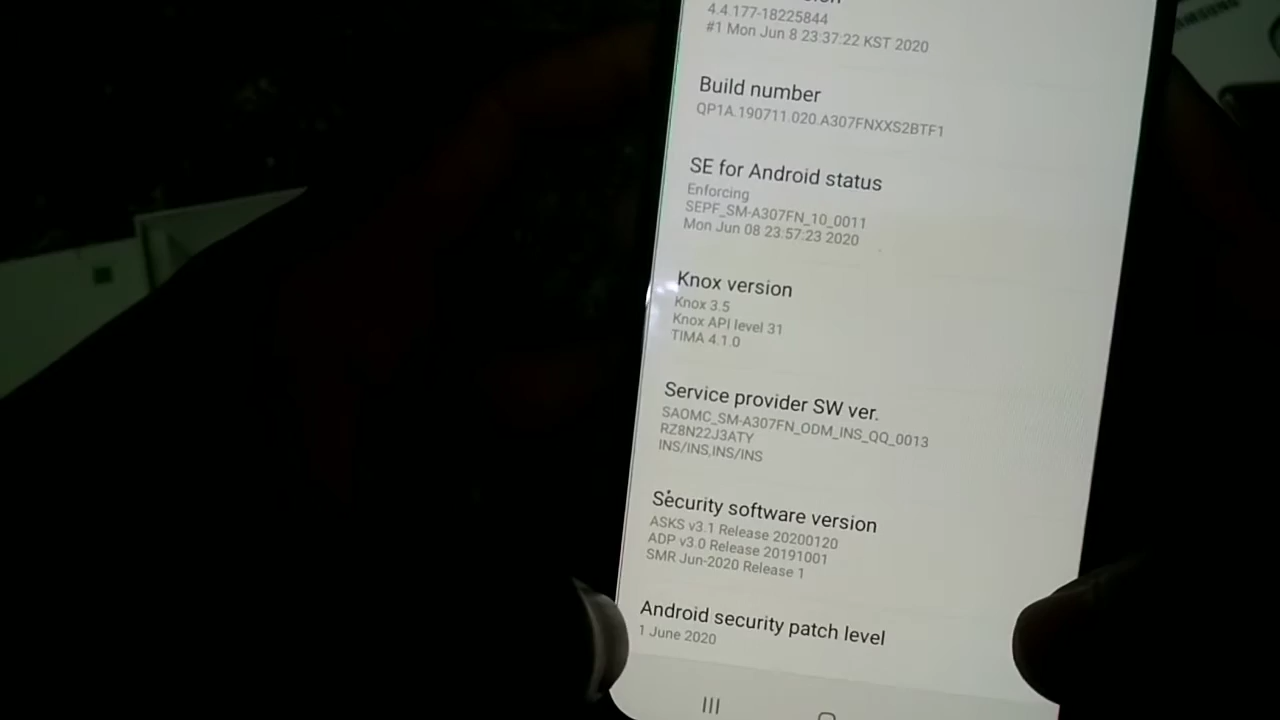 4.4.177-18225844
#1 Mon Jun 8 23:37:22 KST 2020
Build number
QP1A.190711.020.A307FNXXS2BTF1
SE for Android status
Enforcing
SEPF_SM-A307FN_10_0011
Mon Jun 08 23:57:23 2020
Knox version
Knox 3.5
Knox API level 31
TIMA 4.1.0
Service provider SW ver.
SAOMC_SM-A307FN_ODM_INS_QQ_0013
RZ8N22J3ATY
INS/INS,INS/INS
Security software version
ASKS v3.1 Release 20200120
ADP v3.0 Release 20191001
SMR Jun-2020 Release 1
Android security patch level
1 June 2020
SAMSUNG